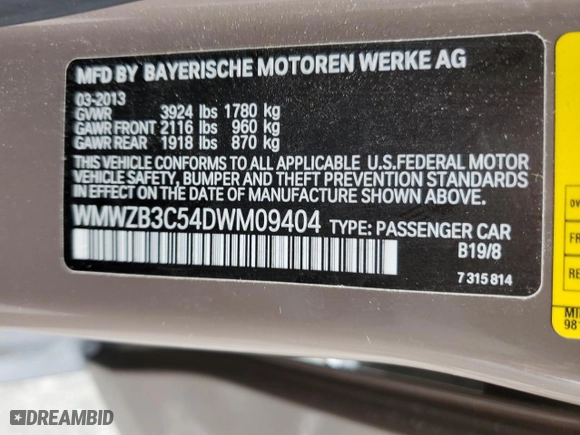 MFD BY BAYERISCHE MOTOREN WERKE AG
03-2013
GVWR 3924 lbs 1780 kg
GAWR FRONT 2116 lbs 960 kg
GAWR REAR 1918 lbs 870 kg
THIS VEHICLE CONFORMS TO ALL APPLICABLE U.S.FEDERAL MOTOR
VEHICLE SAFETY, BUMPER AND THEFT PREVENTION STANDARDS
IN EFFECT ON THE DATE OF MANUFACTURE SHOWN ABOVE.
WMWZB3C54DWM09404 TYPE: PASSENGER CAR
B19/8
7 315 814
DREAMBID